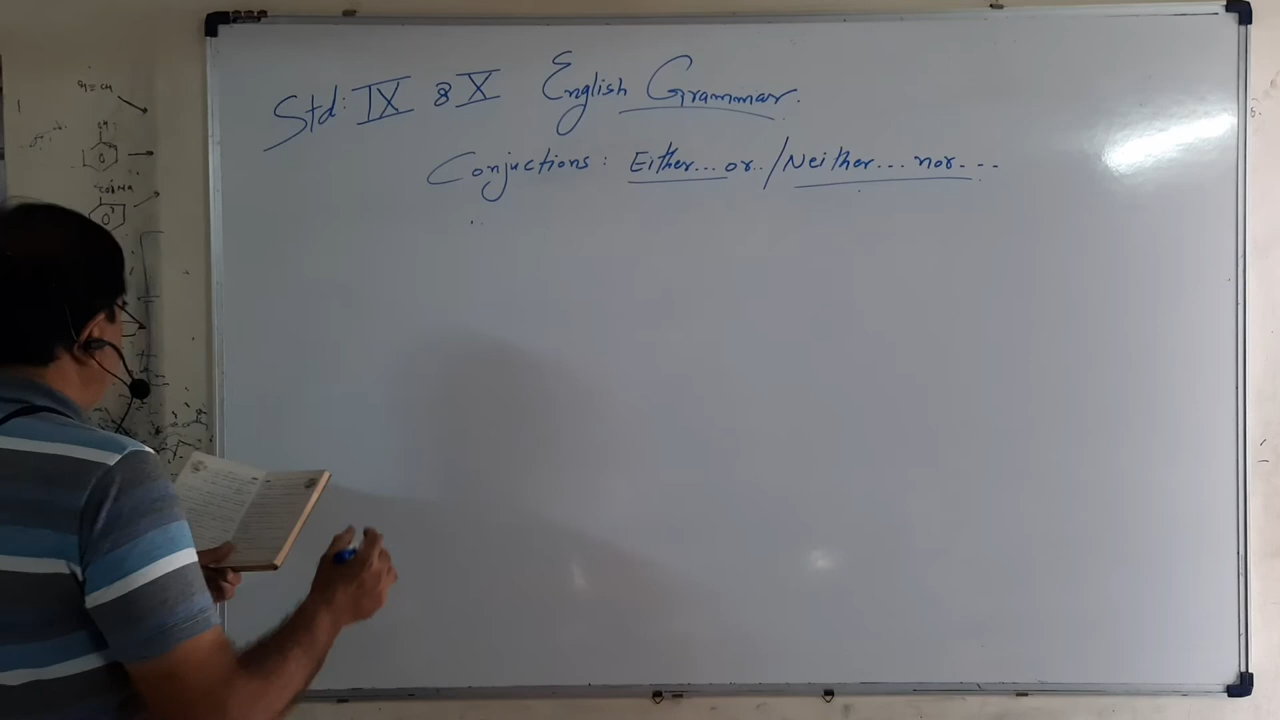 Std: IX & X English Grammar.
Conjuctions: Either... or../Neither... nor....